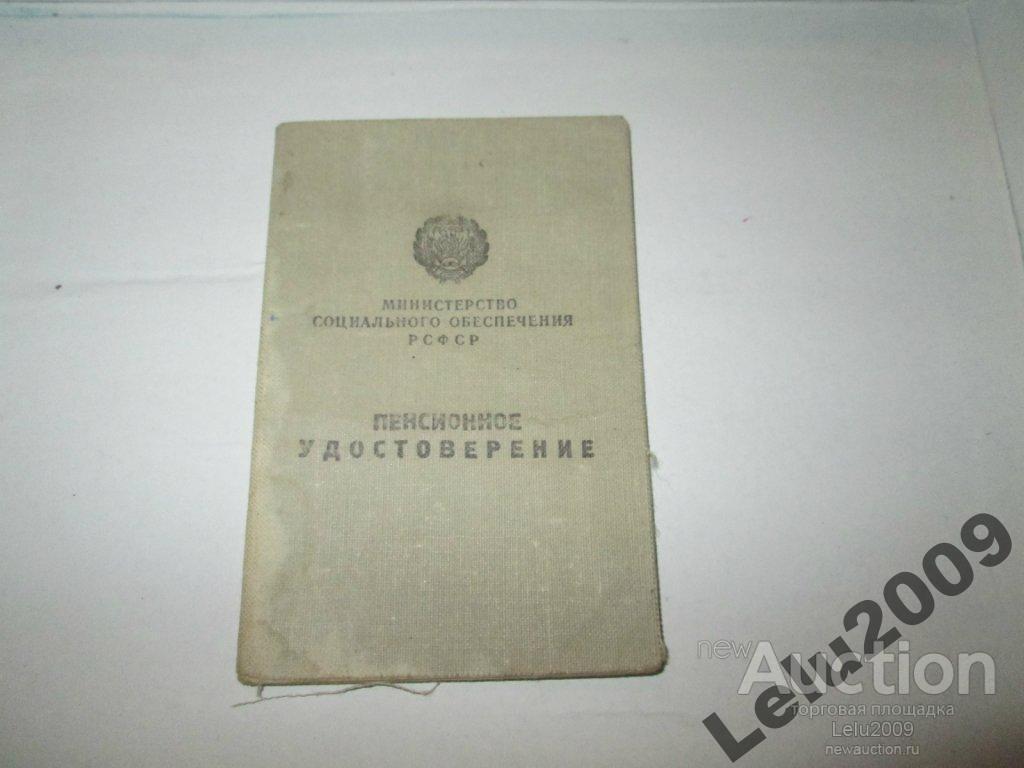 МИНИСТЕРСТВО
СОЦИАЛЬНОГО ОБЕСПЕЧЕНИЯ
РСФСР
ПЕНСИОННОЕ
УДОСТОВЕРЕНИЕ
Lelu2009
newAuction
торговая площадка
Lelu2009
newauction.ru